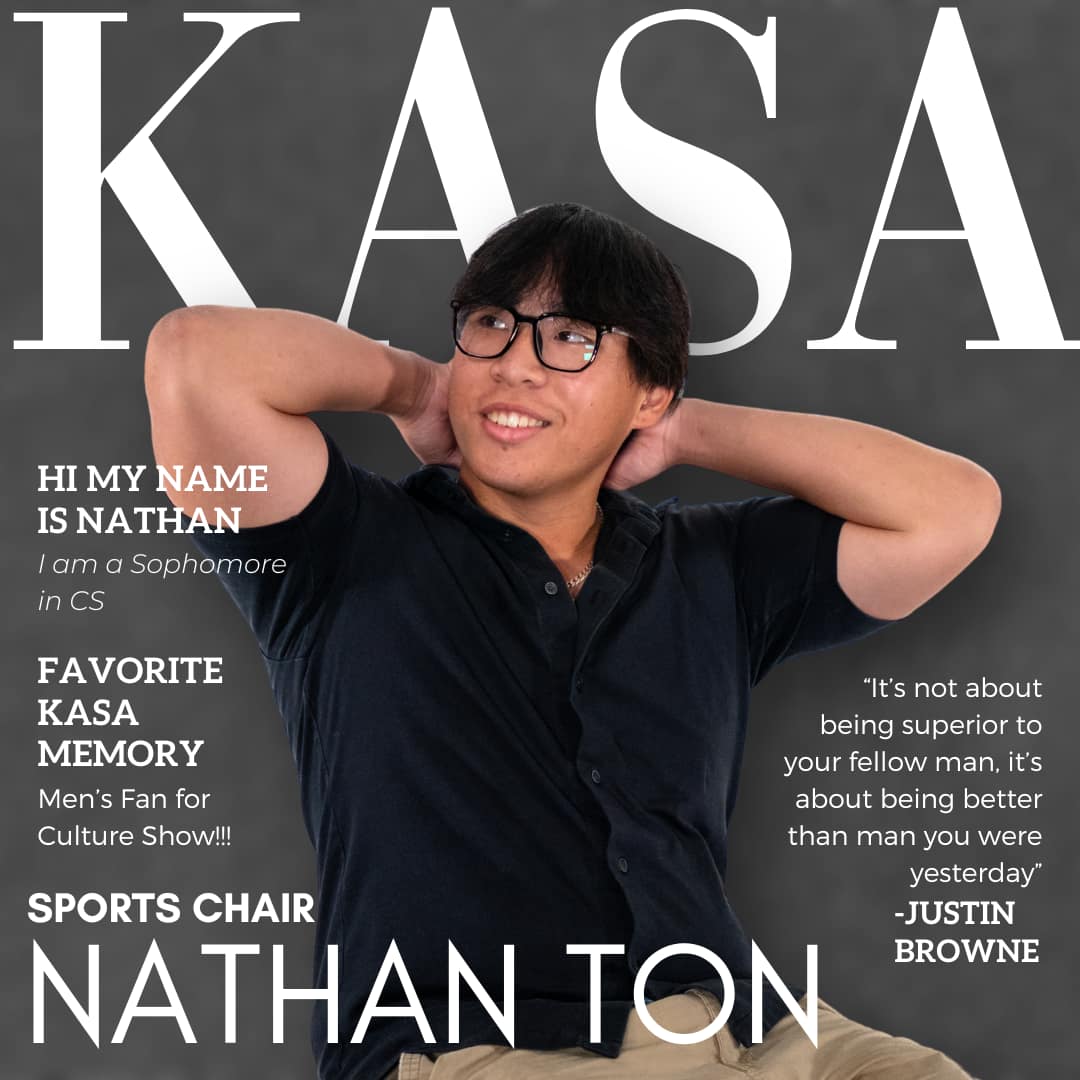 KASA
HI MY NAME
IS NATHAN
I am a Sophomore
in CS
FAVORITE
KASA
MEMORY
Men's Fan for
Culture Show!!!
“It's not about
being superior to
your fellow man, it's
about being better
than man you were
yesterday”
-JUSTIN
BROWNE
SPORTS CHAIR
NATHAN TON